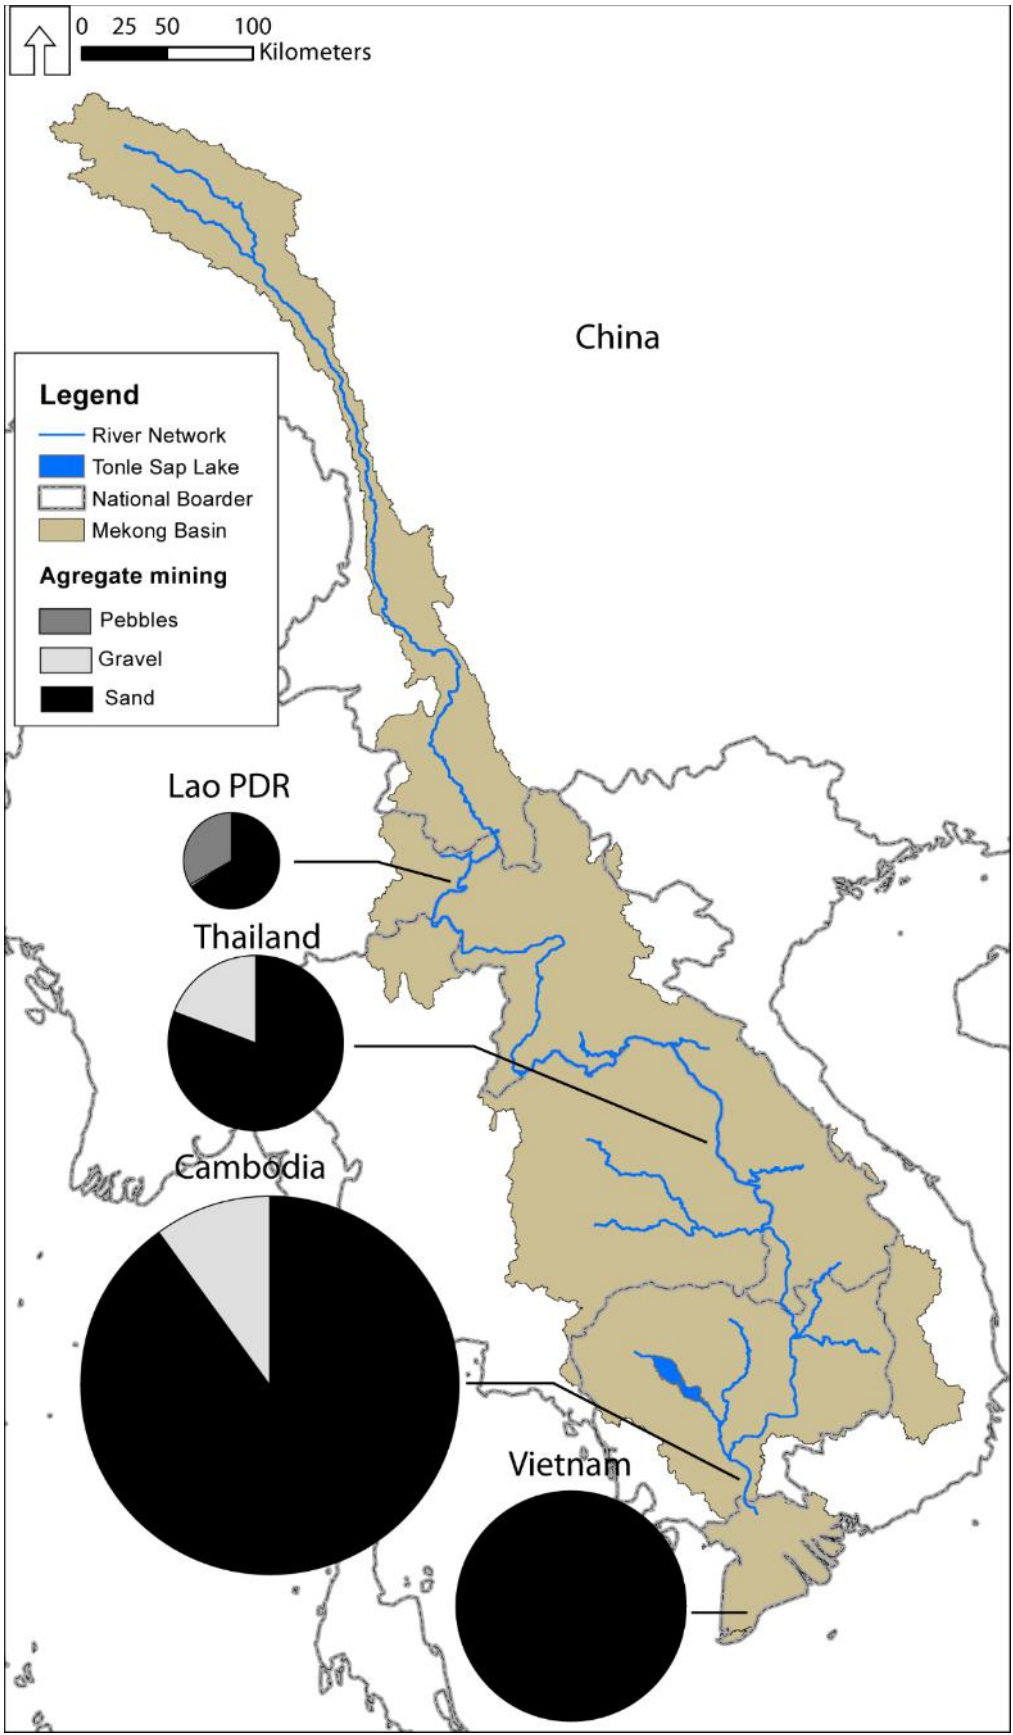 0 25 50 100
Kilometers
China
Legend
River Network
Tonle Sap Lake
National Boarder
Mekong Basin
Agregate mining
Pebbles
Gravel
Sand
Lao PDR
Thailand
Cambodia
Vietnam